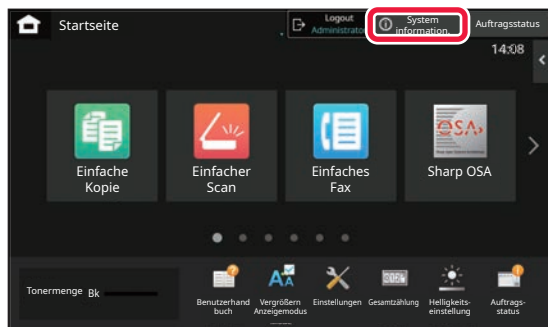 Startseite
Logout
Administrator
System
information
Auftragsstatus
14:08
Einfache
Kopie
Einfacher
Scan
Einfaches
Fax
OSA
Sharp OSA
Tonermenge Bk
Benutzerhand
buch
Vergrößern
Anzeigemodus
Einstellungen
Gesamtzählung
Helligkeits-
einstellung
Auftrags-
status